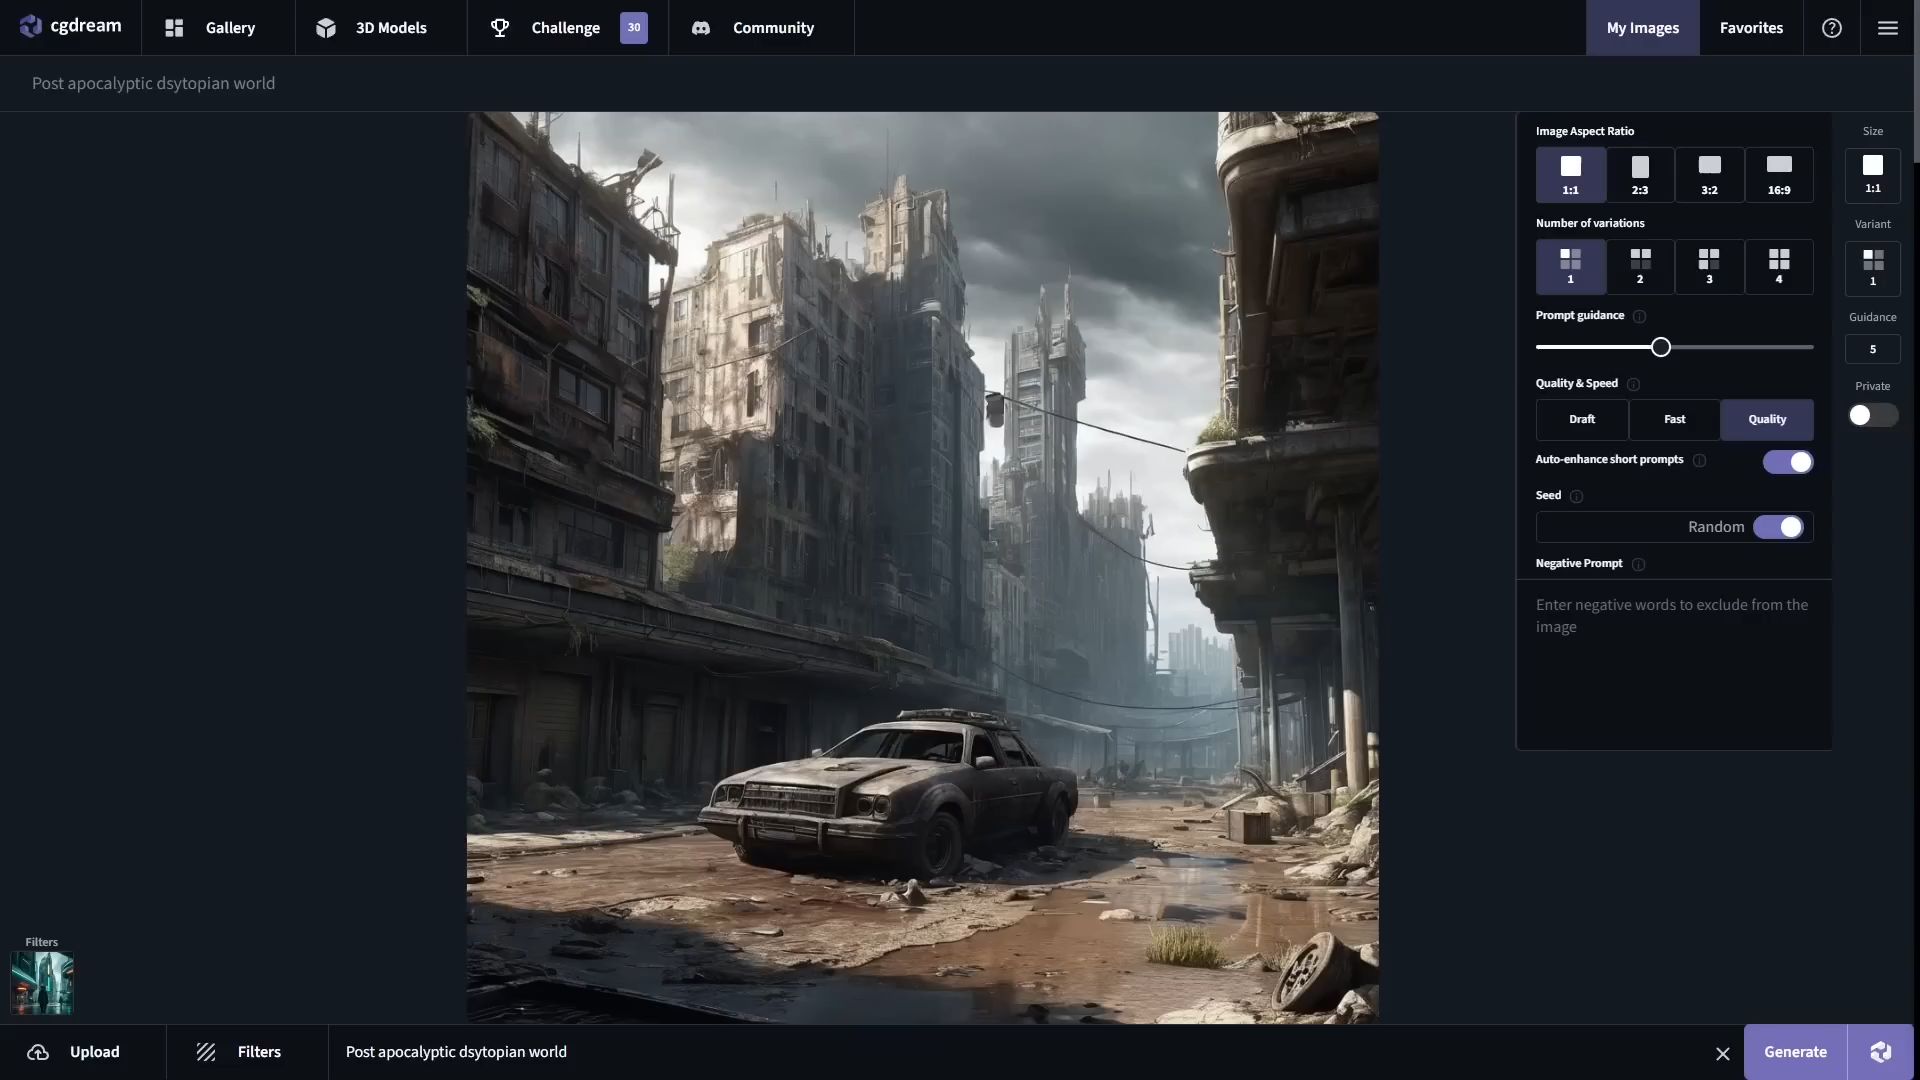 cgdream
Gallery
3D Models
Challenge
30
Community
My Images
Favorites
Post apocalyptic dsytopian world
Image Aspect Ratio
1:1
2:3
3:2
16:9
Number of variations
1
2
3
4
Prompt guidance
Quality & Speed
Draft
Fast
Quality
Auto-enhance short prompts
Seed
Random
Negative Prompt
Enter negative words to exclude from the
image
Size
1:1
Variant
1
Guidance
5
Private
Filters
Upload
Filters
Post apocalyptic dsytopian world
Generate